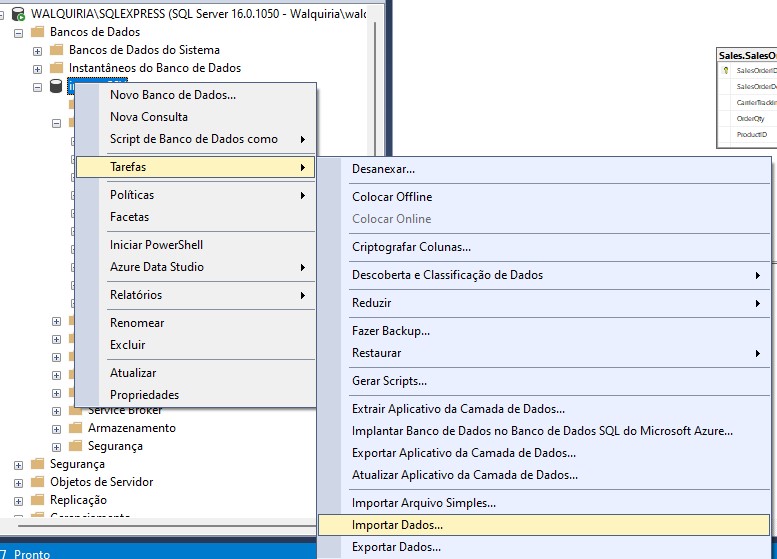 WALQUIRIA\SQLEXPRESS (SQL Server 16.0.1050 - Walquiria\walq
Bancos de Dados
Bancos de Dados do Sistema
Instantâneos do Banco de Dados
Novo Banco de Dados...
Nova Consulta
Script de Banco de Dados como
Tarefas
Políticas
Facetas
Iniciar PowerShell
Azure Data Studio
Relatórios
Renomear
Excluir
Atualizar
Propriedades
Service Broker
Armazenamento
Segurança
Segurança
Objetos de Servidor
Replicação
Gerenciamento
Pronto
Desanexar...
Colocar Offline
Colocar Online
Criptografar Colunas...
Descoberta e Classificação de Dados
Reduzir
Fazer Backup...
Restaurar
Gerar Scripts...
Extrair Aplicativo da Camada de Dados...
Implantar Banco de Dados no Banco de Dados SQL do Microsoft Azure...
Exportar Aplicativo da Camada de Dados...
Atualizar Aplicativo da Camada de Dados...
Importar Arquivo Simples...
Importar Dados...
Exportar Dados...
Sales.SalesO
SalesOrderID
SalesOrderDe
CarrierTrackin
OrderQty
ProductID